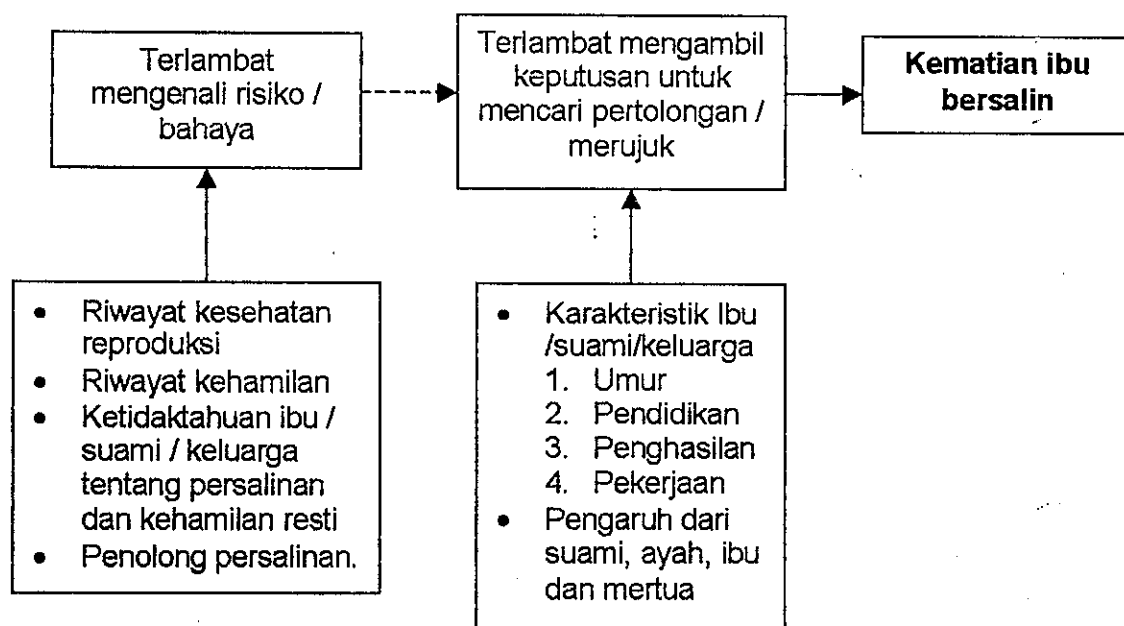 Terlambat
mengenali risiko /
bahaya
Terlambat mengambil
keputusan untuk
mencari pertolongan /
merujuk
Kematian ibu
bersalin
• Riwayat kesehatan
reproduksi
• Riwayat kehamilan
• Ketidaktahuan ibu /
suami / keluarga
tentang persalinan
dan kehamilan resti
• Penolong persalinan.
• Karakteristik Ibu
/suami/keluarga
1. Umur
2. Pendidikan
3. Penghasilan
4. Pekerjaan
• Pengaruh dari
suami, ayah, ibu
dan mertua